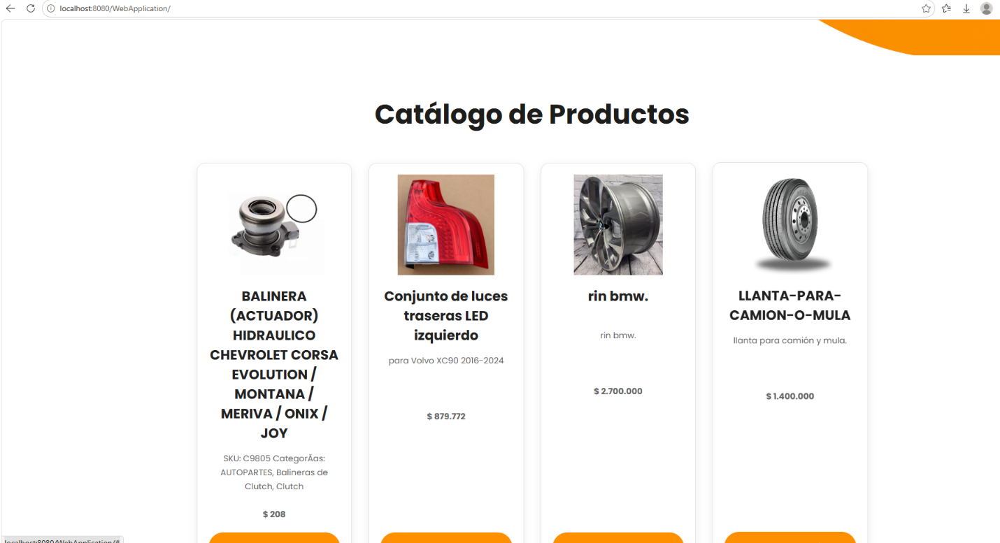 localhost:8080/WebApplication/
Catálogo de Productos
BALINERA
(ACTUADOR)
HIDRAULICO
CHEVROLET CORSA
EVOLUTION /
MONTANA /
MERIVA / ONIX /
JOY
SKU: C9805 CategorÃas:
AUTOPARTES, Balineras de
Clutch, Clutch
$ 208
Conjunto de luces
traseras LED
izquierdo
para Volvo XC90 2016-2024
$ 879.772
rin bmw.
rin bmw.
$ 2.700.000
LLANTA-PARA-
CAMION-O-MULA
llanta para camión y mula.
$ 1.400.000
localhost:8080/WebApplication/#